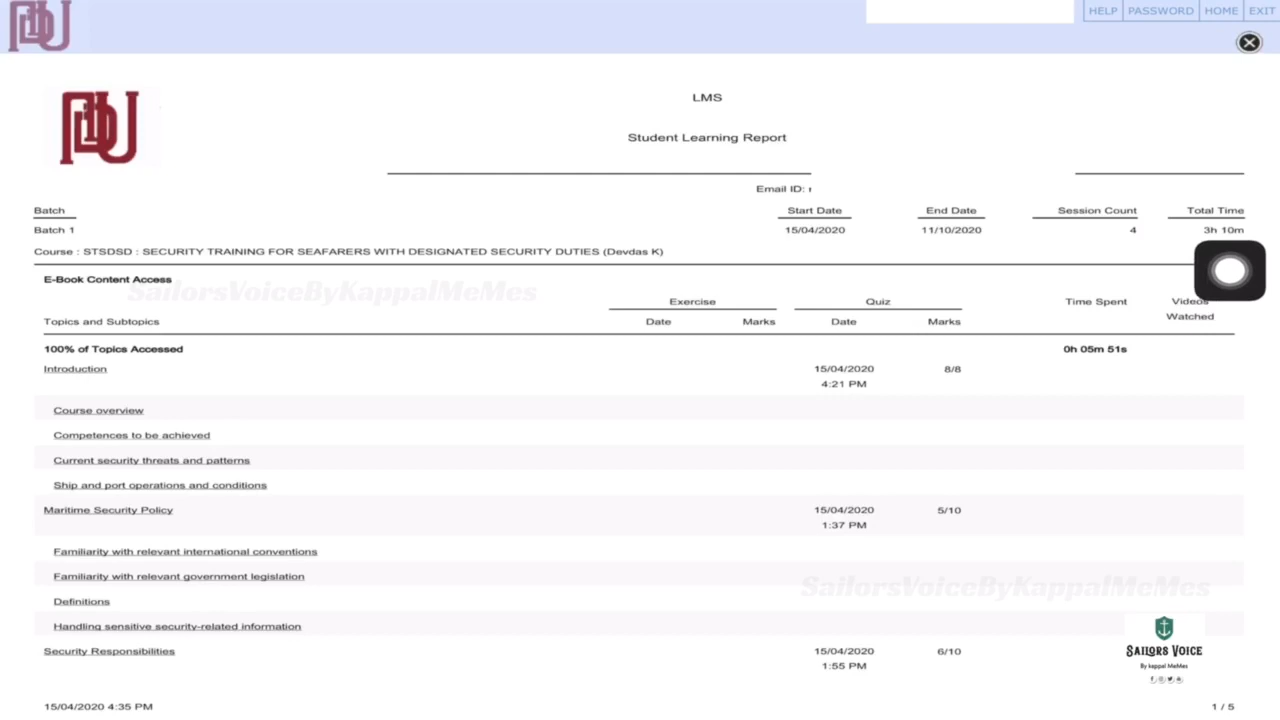 HELP PASSWORD HOME EXIT
LMS
Student Learning Report
Email ID:
Batch Start Date End Date Session Count Total Time
Batch 1 15/04/2020 11/10/2020 4 3h 10m
Course : STSDSD : SECURITY TRAINING FOR SEAFARERS WITH DESIGNATED SECURITY DUTIES (Devdas K)
E-Book Content Access
SailorsVoiceByKappalMeMes
Exercise Quiz Time Spent Videos Watched
Topics and Subtopics Date Marks Date Marks
100% of Topics Accessed 0h 05m 51s
Introduction 15/04/2020 8/8
4:21 PM
Course overview
Competences to be achieved
Current security threats and patterns
Ship and port operations and conditions
Maritime Security Policy 15/04/2020 5/10
1:37 PM
Familiarity with relevant international conventions
Familiarity with relevant government legislation
SailorsVoiceByKappalMeMes
Definitions
Handling sensitive security-related information
Security Responsibilities 15/04/2020 6/10
1:55 PM
SAILORS VOICE
By kappal MeMes
15/04/2020 4:35 PM 1 / 5